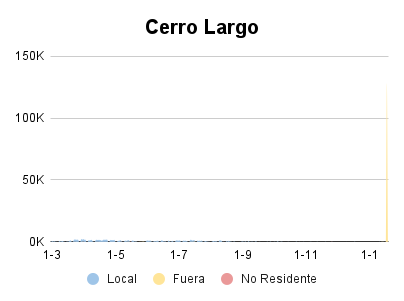 Cerro Largo
150K
100K
50K
0K
1-3 1-5 1-7 1-9 1-11 1-1
Local Fuera No Residente